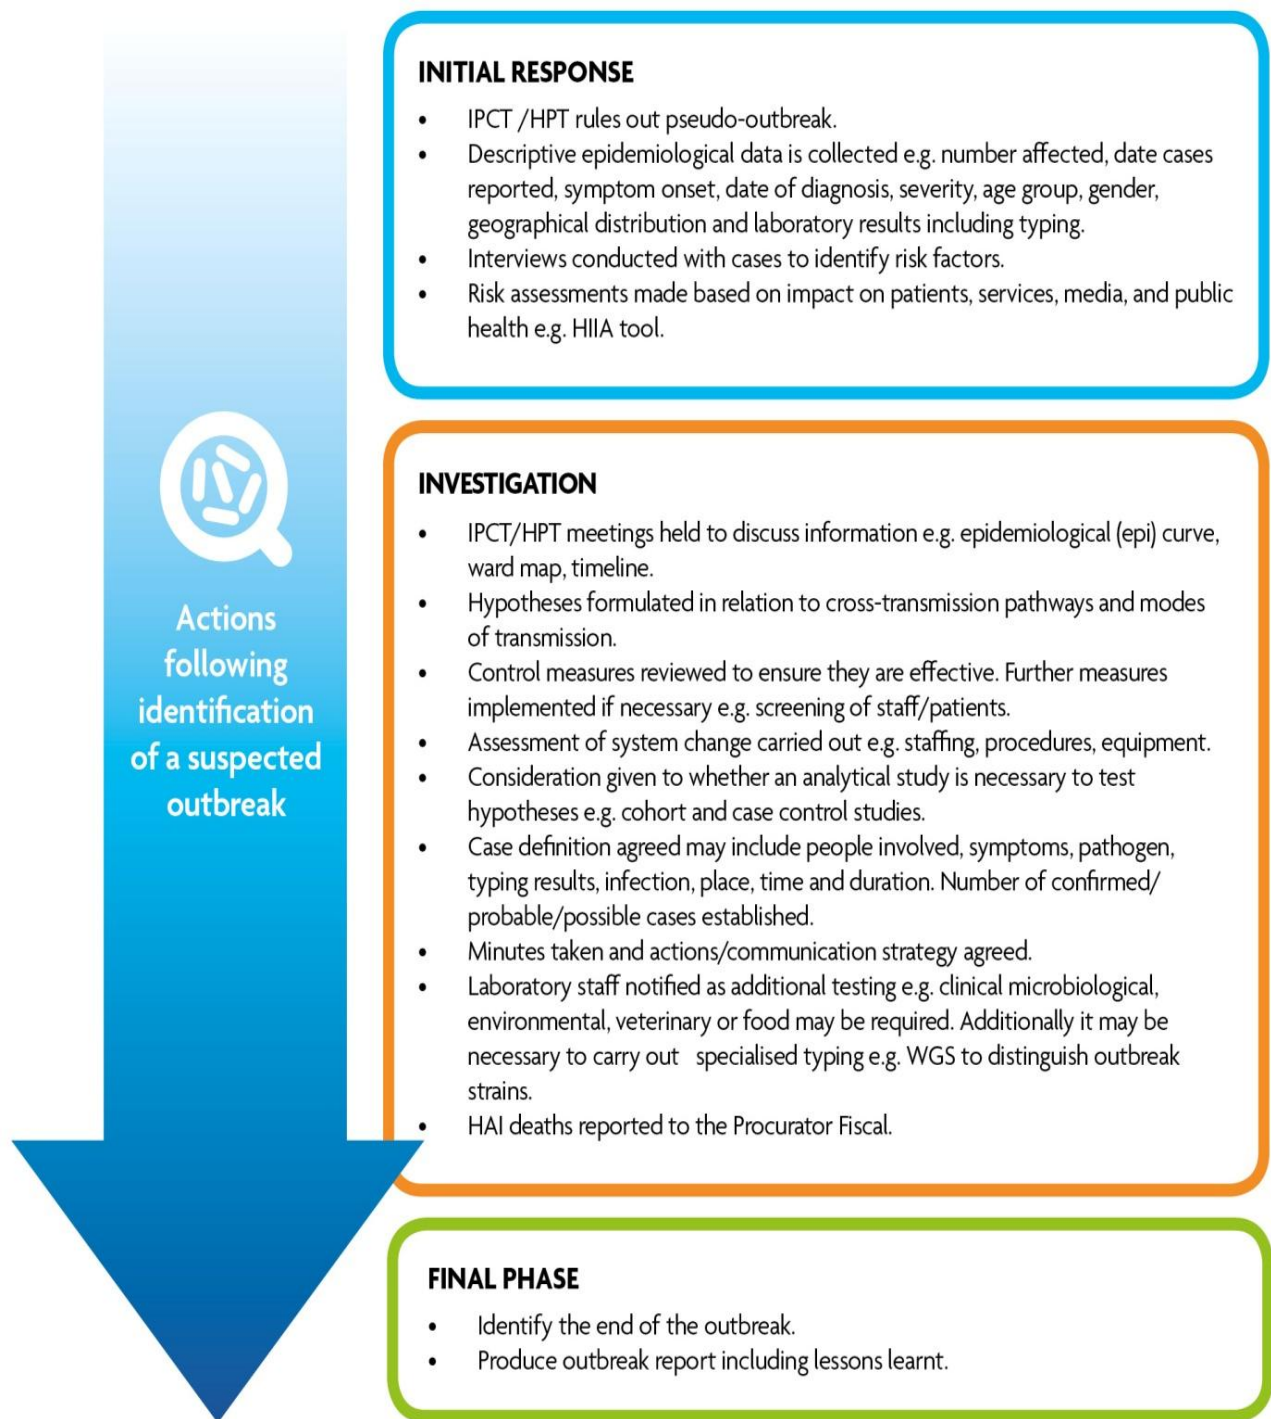 Actions
following
identification
of a suspected
outbreak
INITIAL RESPONSE
• IPCT /HPT rules out pseudo-outbreak.
• Descriptive epidemiological data is collected e.g. number affected, date cases
reported, symptom onset, date of diagnosis, severity, age group, gender,
geographical distribution and laboratory results including typing.
• Interviews conducted with cases to identify risk factors.
• Risk assessments made based on impact on patients, services, media, and public
health e.g. HIIA tool.
INVESTIGATION
• IPCT/HPT meetings held to discuss information e.g. epidemiological (epi) curve,
ward map, timeline.
• Hypotheses formulated in relation to cross-transmission pathways and modes
of transmission.
• Control measures reviewed to ensure they are effective. Further measures
implemented if necessary e.g. screening of staff/patients.
• Assessment of system change carried out e.g. staffing, procedures, equipment.
• Consideration given to whether an analytical study is necessary to test
hypotheses e.g. cohort and case control studies.
• Case definition agreed may include people involved, symptoms, pathogen,
typing results, infection, place, time and duration. Number of confirmed/
probable/possible cases established.
• Minutes taken and actions/communication strategy agreed.
• Laboratory staff notified as additional testing e.g. clinical microbiological,
environmental, veterinary or food may be required. Additionally it may be
necessary to carry out specialised typing e.g. WGS to distinguish outbreak
strains.
• HAI deaths reported to the Procurator Fiscal.
FINAL PHASE
• Identify the end of the outbreak.
• Produce outbreak report including lessons learnt.